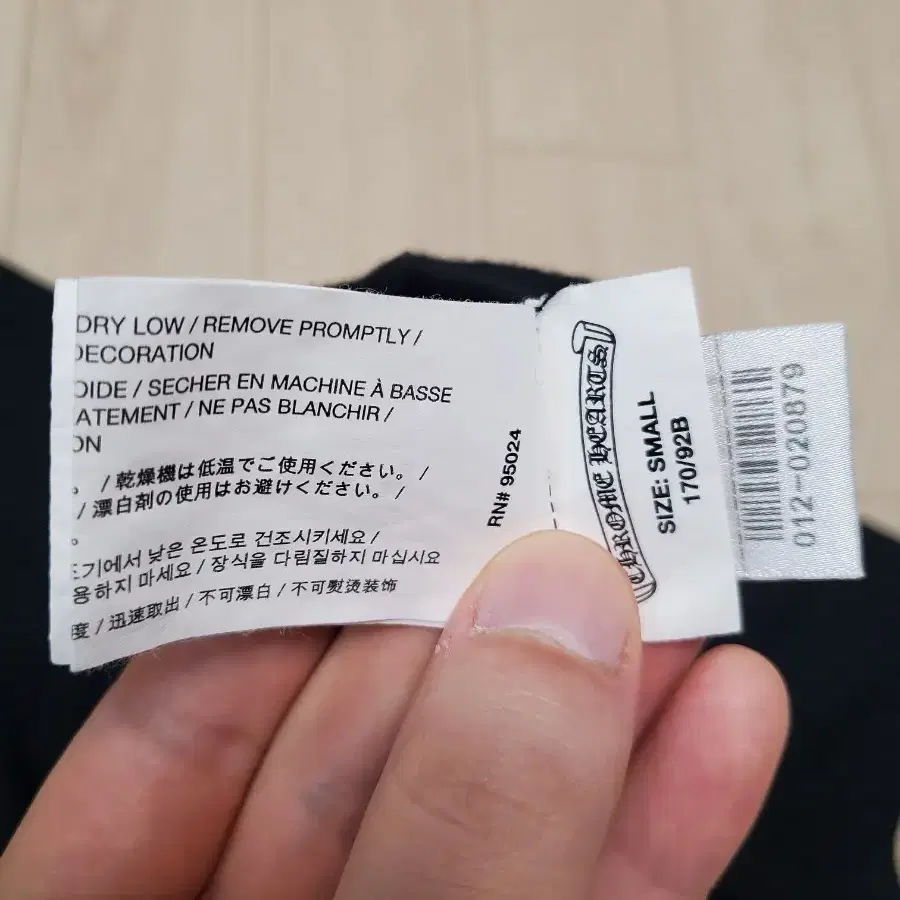 DRY LOW / REMOVE PROMPTLY /
DECORATION
OIDE / SECHER EN MACHINE À BASSE
ATEMENT / NE PAS BLANCHIR /
ON
。 / 乾燥機は低温でご使用ください。 /
/ 漂白剤の使用はお避けください。 /
。
기에서 낮은 온도로 건조시키세요 /
용하지 마세요 / 장식을 다림질하지 마십시요
度 / 迅速取出 / 不可漂白 / 不可熨烫装饰
RN# 95024
CHROME HEARTS
SIZE: SMALL
170/92B
012-020879